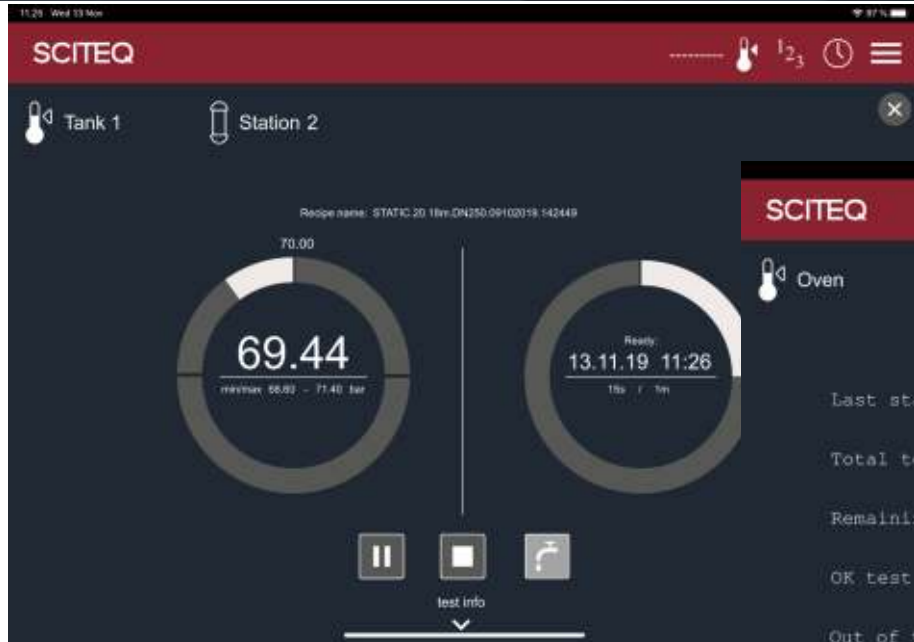 11.26 Wed 13 Nov
97 %
SCITEQ
---------
123
Tank 1
Station 2
Recipe name: STATIC.20 18m.DN250.09102019.142449
70.00
69.44
min/max 68.60 - 71.40 bar
Ready:
13.11.19 11:26
15s / 1m
test info
SCITEQ
Oven
Last st
Total t
Remaini
OK test
Out of